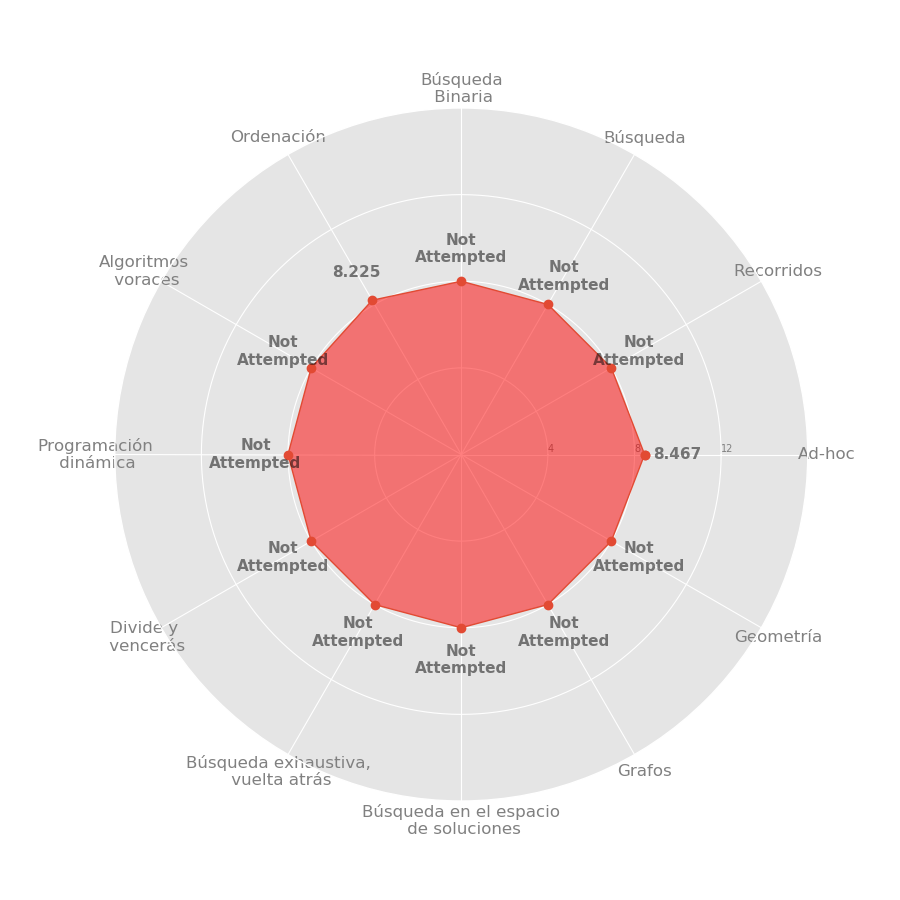 Búsqueda
Binaria
Ordenación
Búsqueda
Not
Attempted
Algoritmos
voraces
8.225
Not
Attempted
Recorridos
Not
Attempted
Not
Attempted
Programación
dinámica
Not
Attempted
4
8
12
8.467
Ad-hoc
Not
Attempted
Not
Attempted
Divide y
vencerás
Not
Attempted
Not
Attempted
Not
Attempted
Geometría
Búsqueda exhaustiva,
vuelta atrás
Grafos
Búsqueda en el espacio
de soluciones